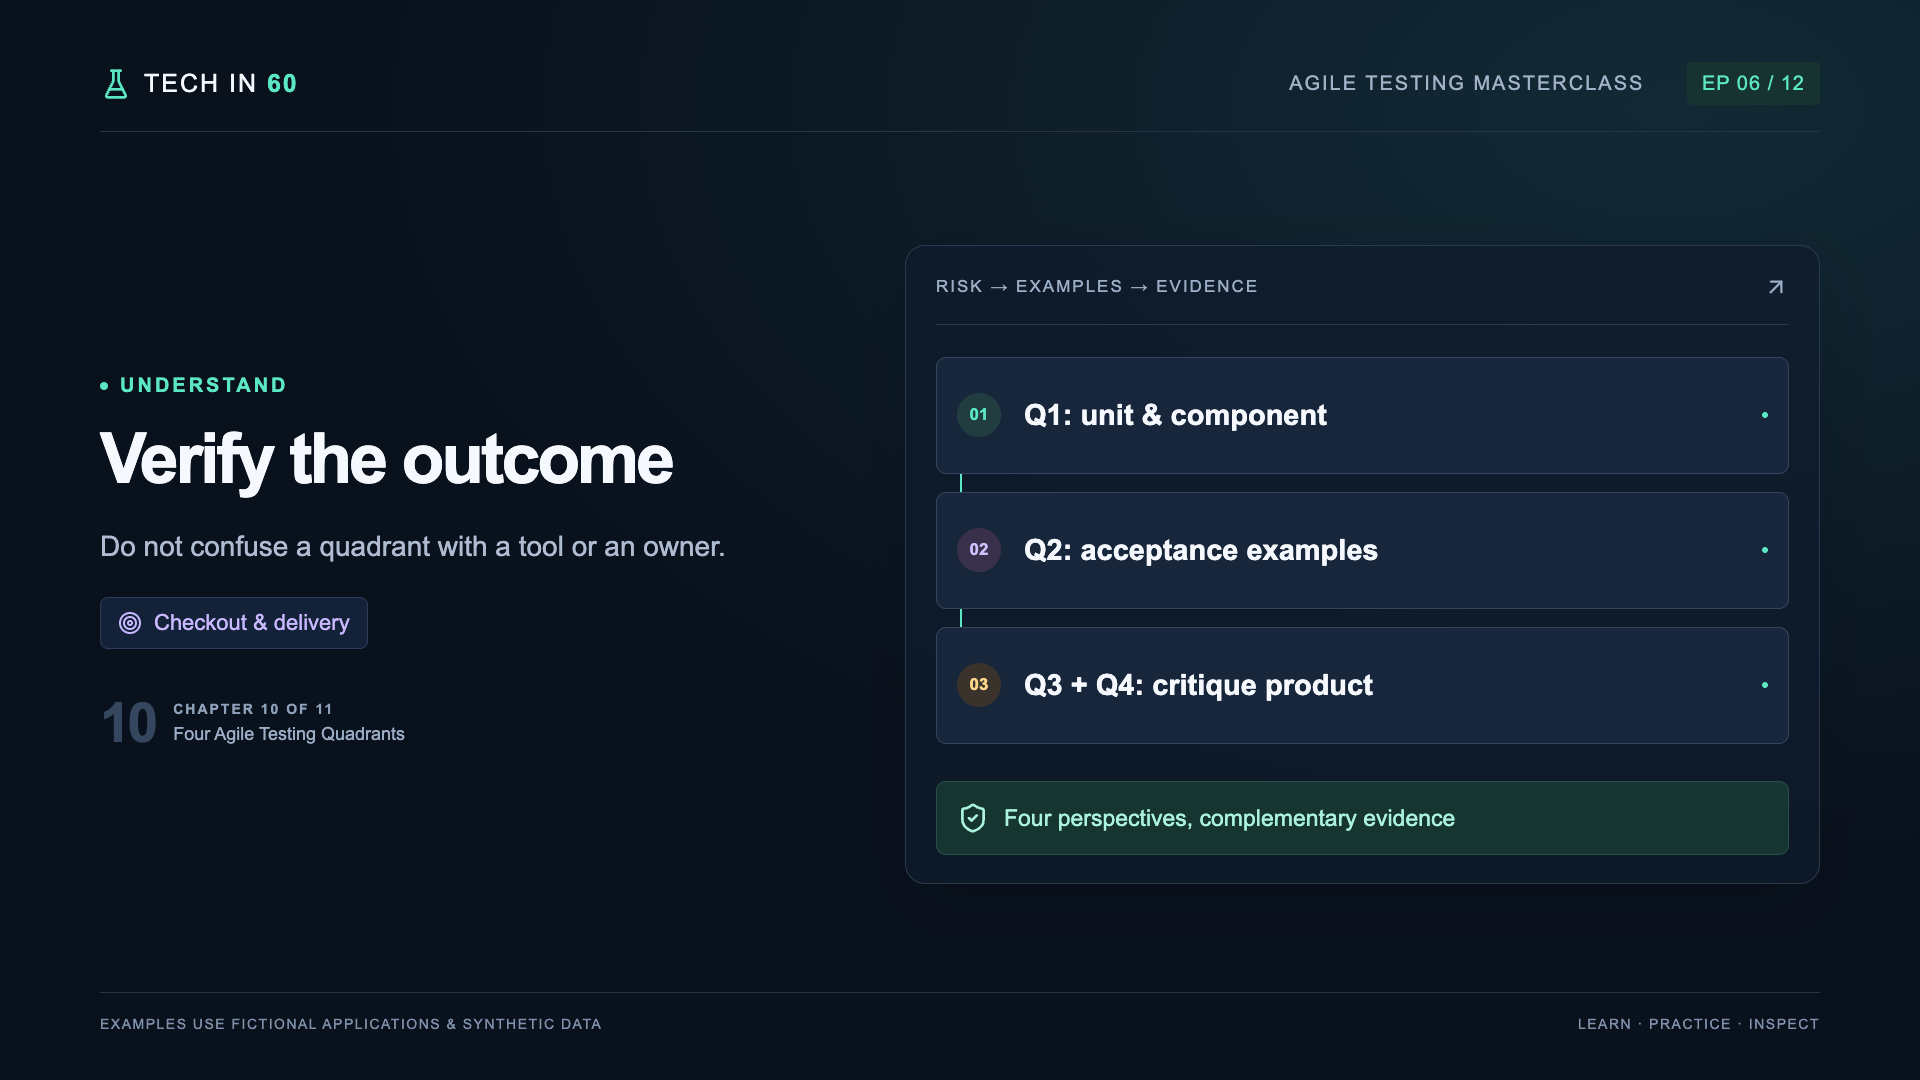 TECH IN 60
AGILE TESTING MASTERCLASS
EP 06 / 12
UNDERSTAND
Verify the outcome
Do not confuse a quadrant with a tool or an owner.
Checkout & delivery
10
CHAPTER 10 OF 11
Four Agile Testing Quadrants
RISK → EXAMPLES → EVIDENCE
01
Q1: unit & component
02
Q2: acceptance examples
03
Q3 + Q4: critique product
Four perspectives, complementary evidence
EXAMPLES USE FICTIONAL APPLICATIONS & SYNTHETIC DATA
LEARN · PRACTICE · INSPECT